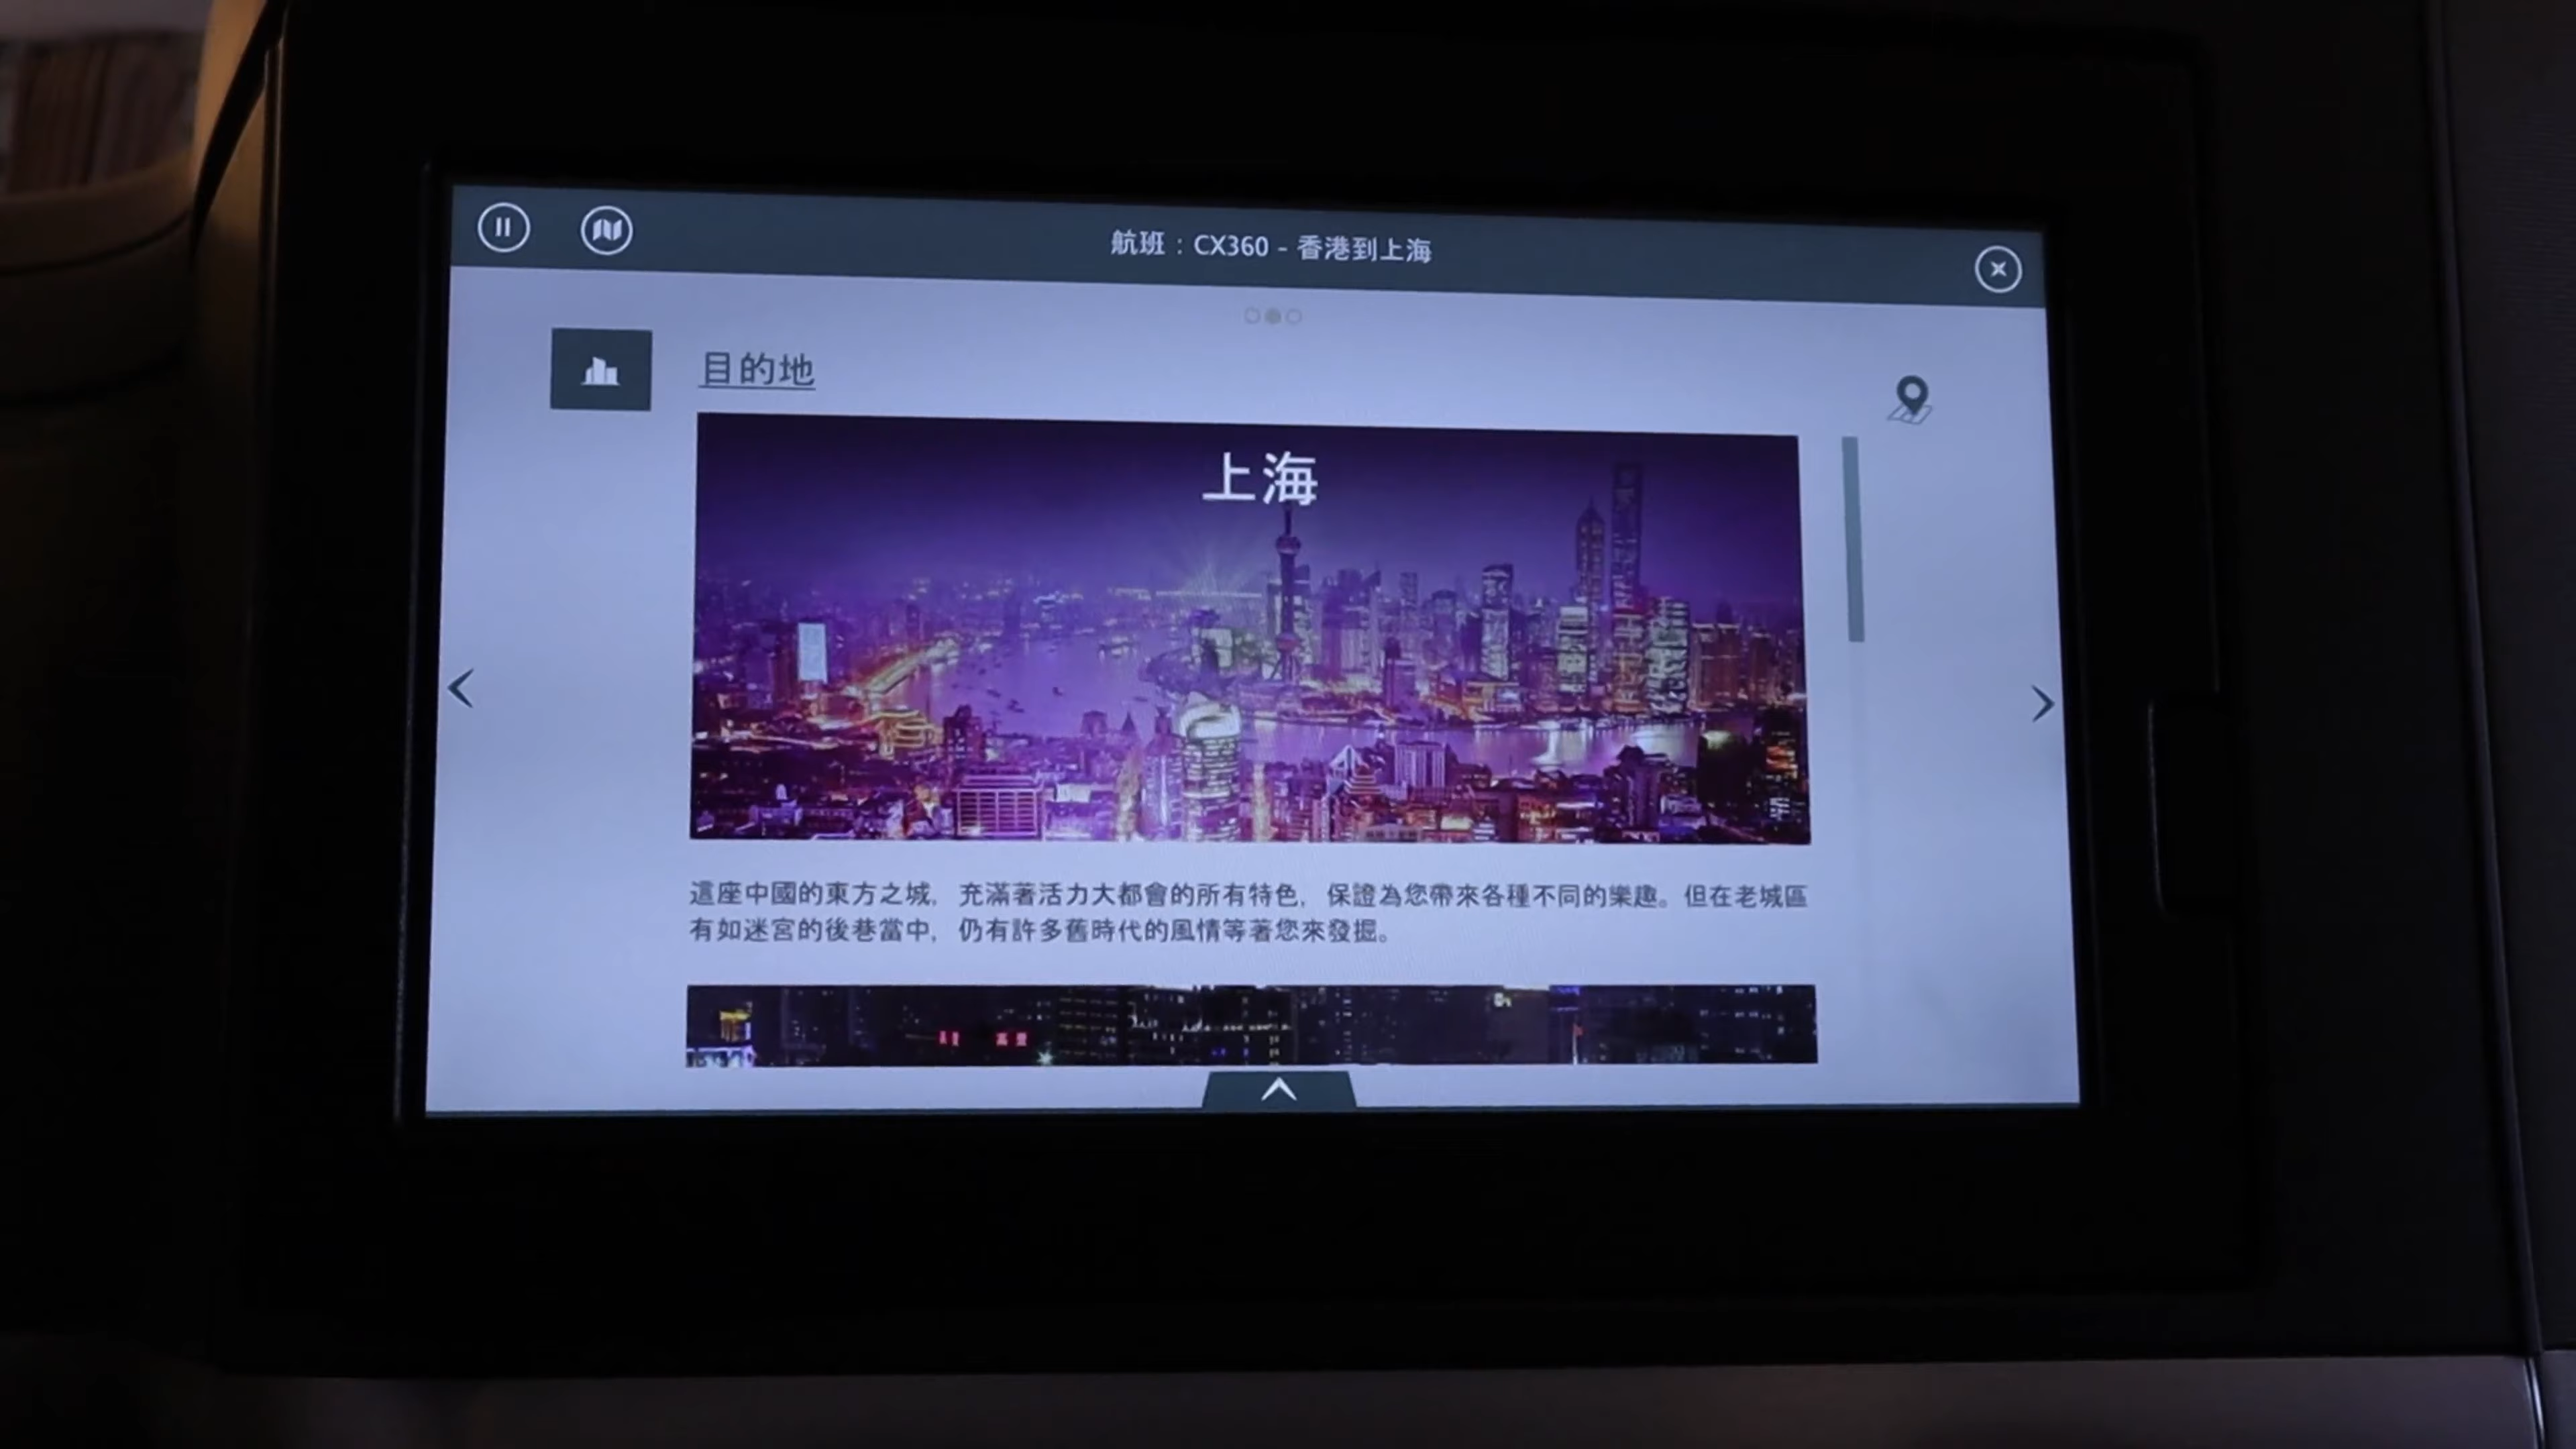 航班：CX360 - 香港到上海
目的地
上海
這座中國的東方之城，充滿著活力大都會的所有特色，保證為您帶來各種不同的樂趣。但在老城區
有如迷宮的後巷當中，仍有許多舊時代的風情等著您來發掘。